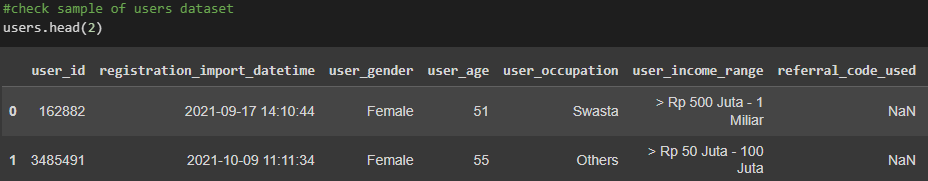 #check sample of users dataset
users.head(2)
user_id registration_import_datetime user_gender user_age user_occupation user_income_range referral_code_used
0 162882 2021-09-17 14:10:44 Female 51 Swasta > Rp 500 Juta - 1 NaN
Miliar
1 3485491 2021-10-09 11:11:34 Female 55 Others > Rp 50 Juta - 100 NaN
Juta